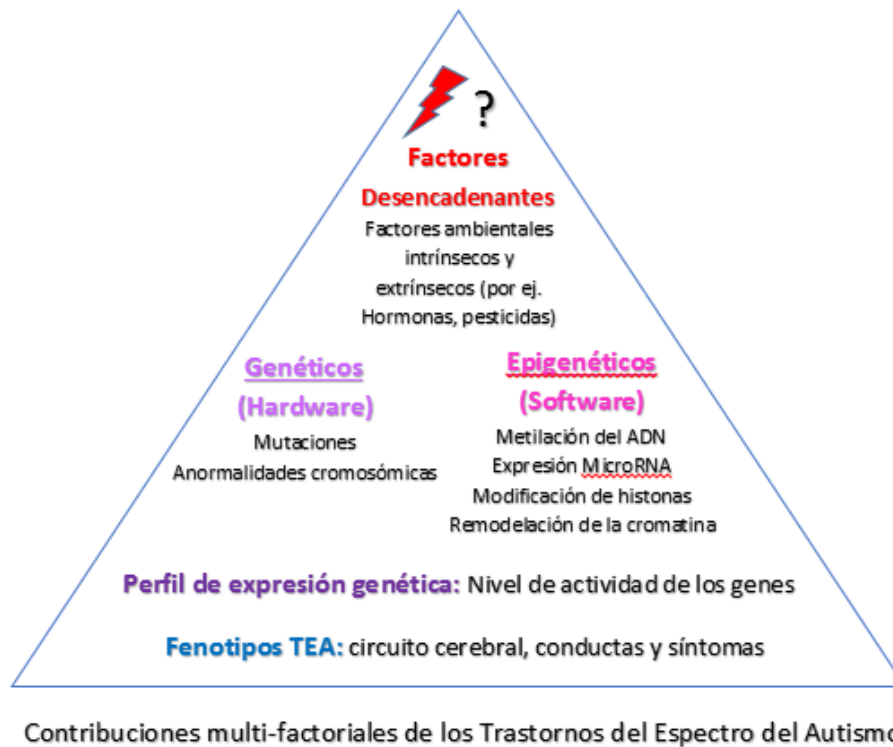 ?
Factores
Desencadenantes
Factores ambientales
intrínsecos y
extrínsecos (por ej.
Hormonas, pesticidas)
Genéticos
(Hardware)
Mutaciones
Anormalidades cromosómicas
Epigenéticos
(Software)
Metilación del ADN
Expresión MicroRNA
Modificación de histonas
Remodelación de la cromatina
Perfil de expresión genética: Nivel de actividad de los genes
Fenotipos TEA: circuito cerebral, conductas y síntomas
Contribuciones multi-factoriales de los Trastornos del Espectro del Autismo